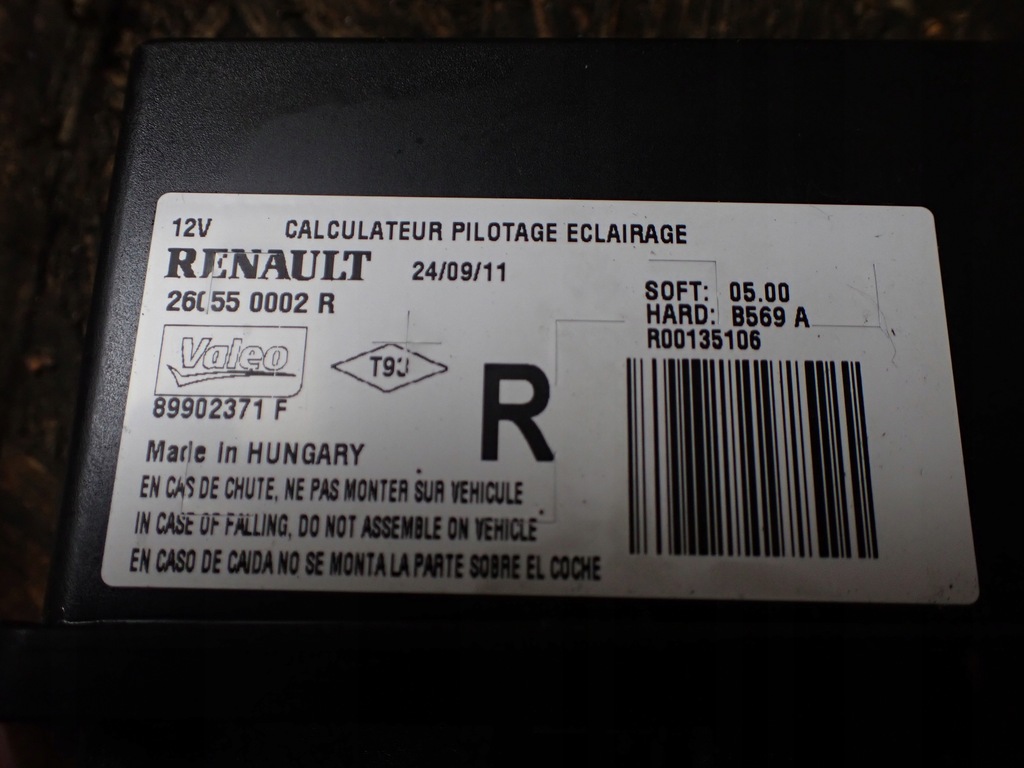 12V CALCULATEUR PILOTAGE ECLAIRAGE
RENAULT 24/09/11
26055 0002 R
SOFT: 05.00
HARD: B569 A
R00135106
Valeo
R
89902371 F
Made in HUNGARY
EN CAS DE CHUTE, NE PAS MONTER SUR VEHICULE
IN CASE OF FALLING, DO NOT ASSEMBLE ON VEHICLE
EN CASO DE CAIDA NO SE MONTA LA PARTE SOBRE EL COCHE